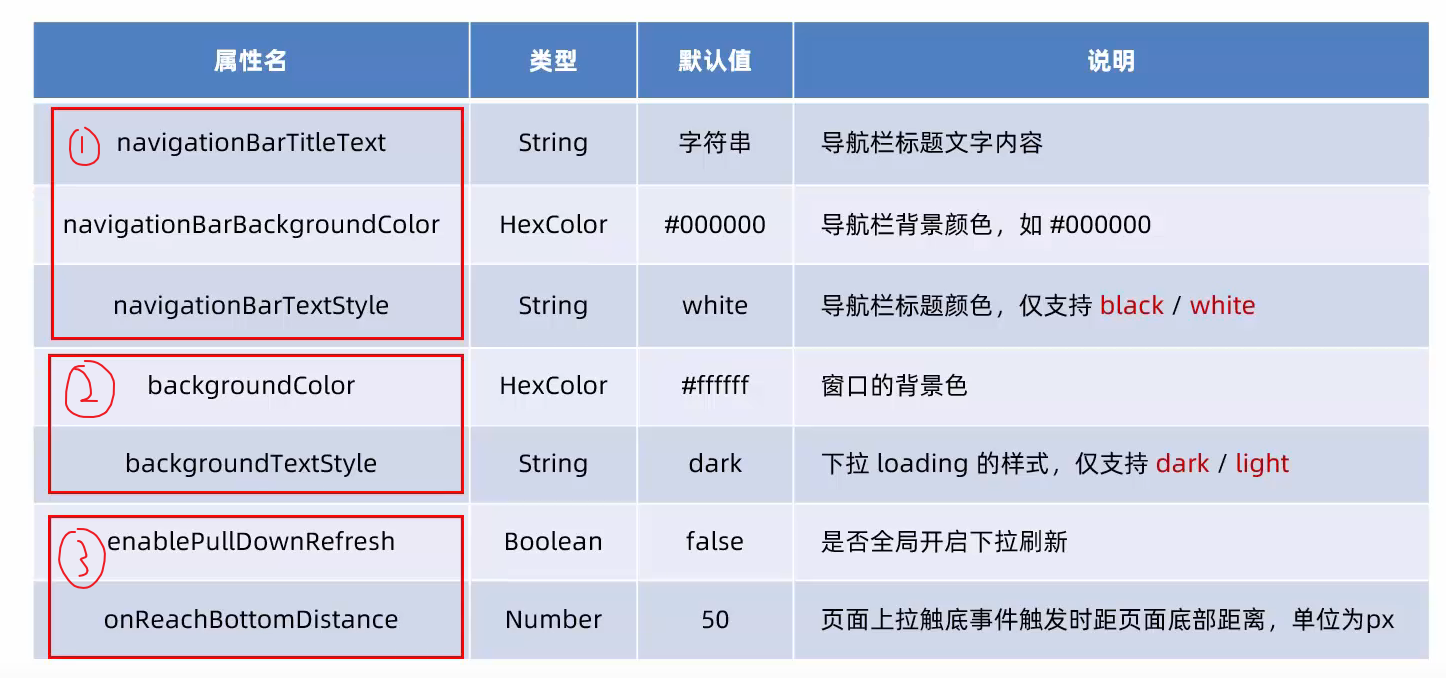 属性名 类型 默认值 说明
① navigationBarTitleText String 字符串 导航栏标题文字内容
navigationBarBackgroundColor HexColor #000000 导航栏背景颜色，如 #000000
navigationBarTextStyle String white 导航栏标题颜色，仅支持 black / white
② backgroundColor HexColor #ffffff 窗口的背景色
backgroundTextStyle String dark 下拉 loading 的样式，仅支持 dark / light
③ enablePullDownRefresh Boolean false 是否全局开启下拉刷新
onReachBottomDistance Number 50 页面上拉触底事件触发时距页面底部距离，单位为px